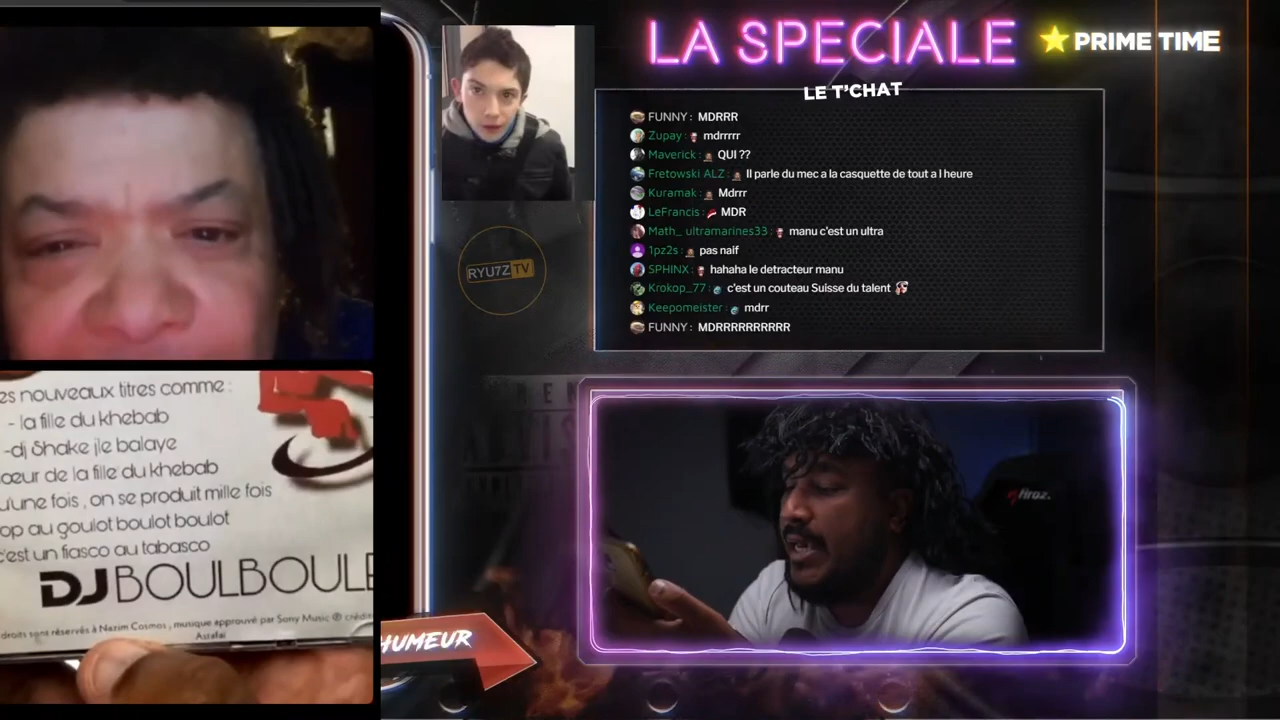 LA SPECIALE
PRIME TIME
LE T'CHAT
FUNNY : MDRRR
Zupay : mdrrrrr
Maverick : QUI ??
Fretowski ALZ : Il parle du mec a la casquette de tout a l heure
Kuramak : Mdrrr
LeFrancis : MDR
Math_ ultramarines33 : manu c'est un ultra
1pz2s : pas naif
SPHINX : hahaha le detracteur manu
Krokop_77 : c'est un couteau Suisse du talent
Keepomeister : mdrr
FUNNY : MDRRRRRRRRRR
RYU7Z TV
es nouveaux titres comme :
- la fille du khebab
-dj Shake jle balaye
oeur de la fille du khebab
u'une fois , on se produit mille fois
op au goulot boulot boulot
c'est un fiasco au tabasco
DJ BOULBOULE
droits sont réservés à Nazim Cosmos , musique approuvé par Sony Music ℗ crédit
HUMEUR